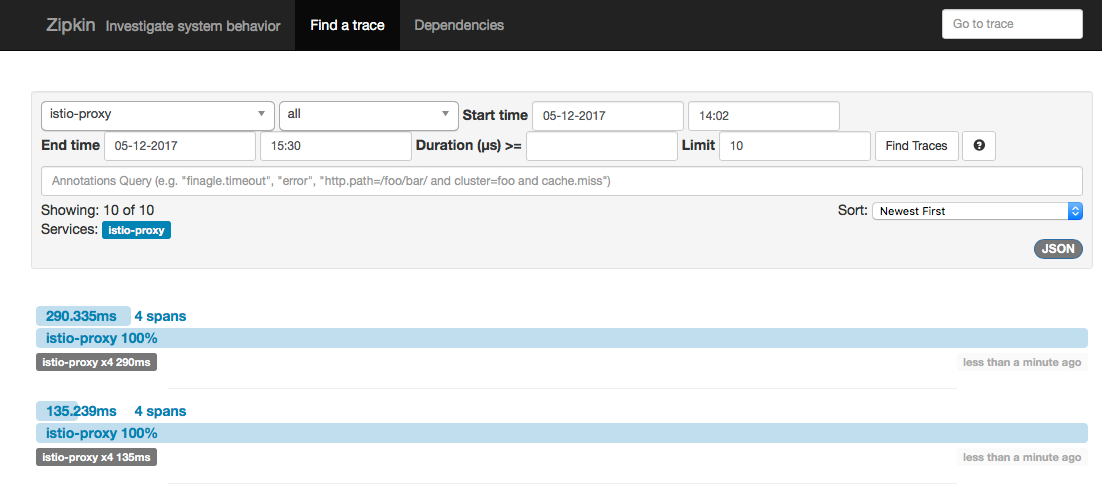 Zipkin Investigate system behavior Find a trace Dependencies Go to trace
istio-proxy all Start time 05-12-2017 14:02
End time 05-12-2017 15:30 Duration (μs) >= Limit 10 Find Traces ?
Annotations Query (e.g. "finagle.timeout", "error", "http.path=/foo/bar/ and cluster=foo and cache.miss")
Showing: 10 of 10 Sort: Newest First
Services: istio-proxy
JSON
290.335ms 4 spans
istio-proxy 100%
istio-proxy x4 290ms less than a minute ago
135.239ms 4 spans
istio-proxy 100%
istio-proxy x4 135ms less than a minute ago